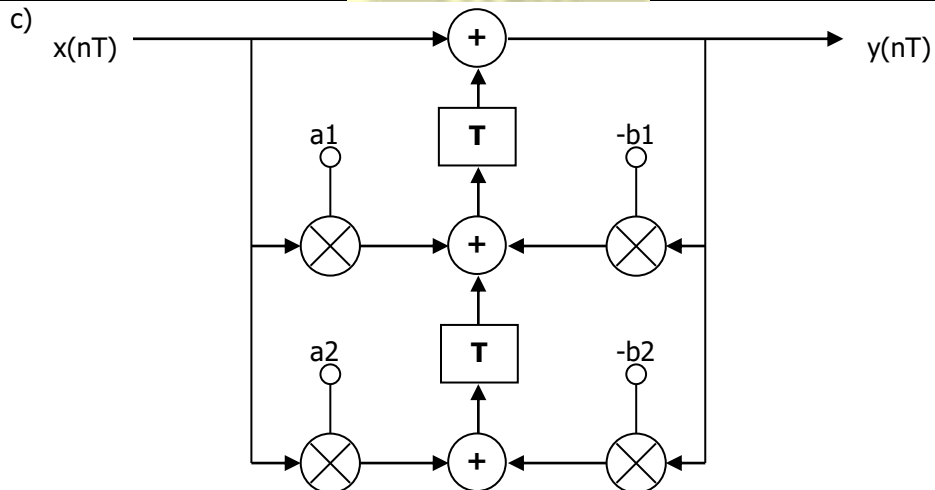 c)
x(nT) + y(nT)
T
a1 -b1
+
T
a2 -b2
+